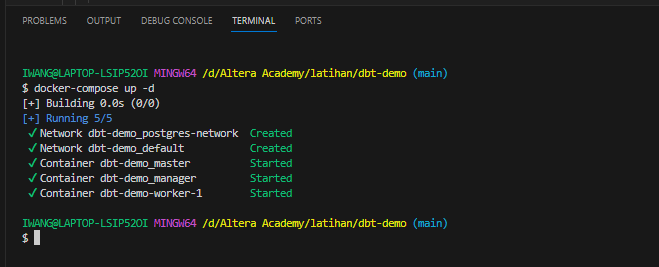 PROBLEMS OUTPUT DEBUG CONSOLE TERMINAL PORTS
IWANG@LAPTOP-LSIP52OI MINGW64 /d/Altera Academy/latihan/dbt-demo (main)
$ docker-compose up -d
[+] Building 0.0s (0/0)
[+] Running 5/5
✔ Network dbt-demo_postgres-network Created
✔ Network dbt-demo_default Created
✔ Container dbt-demo_master Started
✔ Container dbt-demo_manager Started
✔ Container dbt-demo-worker-1 Started
IWANG@LAPTOP-LSIP52OI MINGW64 /d/Altera Academy/latihan/dbt-demo (main)
$